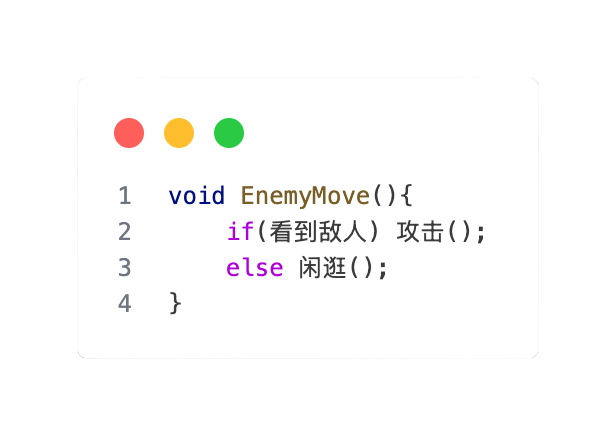 1 void EnemyMove(){
2     if(看到敌人) 攻击();
3     else 闲逛();
4 }